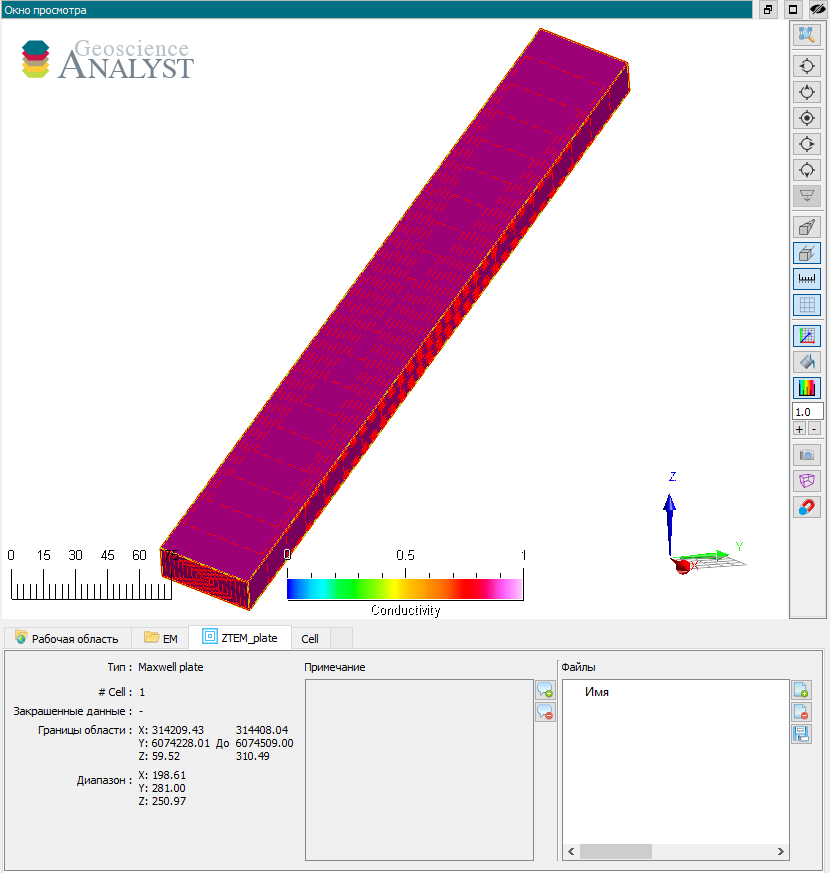 Окно просмотра
Geoscience
ANALYST
1.0
+ -
Z
Y
X
0 15 30 45 60 75
0 0.5 1
Conductivity
Рабочая область EM ZTEM_plate Cell
Тип : Maxwell plate
# Cell : 1
Закрашенные данные : -
Границы области : X: 314209.43 314408.04
Y: 6074228.01 До 6074509.00
Z: 59.52 310.49
Диапазон : X: 198.61
Y: 281.00
Z: 250.97
Примечание
Файлы
Имя